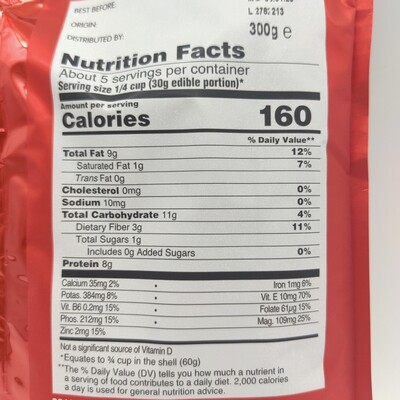 BEST BEFORE
ORIGIN:
DISTRIBUTED BY:
L 276: 213
300g e
Nutrition Facts
About 5 servings per container
Serving size 1/4 cup (30g edible portion)*
Amount per serving
Calories 160
% Daily Value**
Total Fat 9g 12%
Saturated Fat 1g 7%
Trans Fat 0g
Cholesterol 0mg 0%
Sodium 10mg 0%
Total Carbohydrate 11g 4%
Dietary Fiber 3g 11%
Total Sugars 1g
Includes 0g Added Sugars 0%
Protein 8g
Calcium 35mg 2% • Iron 1mg 6%
Potas. 384mg 8% • Vit. E 10mg 70%
Vit. B6 0.2mg 15% • Folate 61µg 15%
Phos. 212mg 15% • Mag. 109mg 25%
Zinc 2mg 15%
Not a significant source of Vitamin D
*Equates to ¾ cup in the shell (60g)
**The % Daily Value (DV) tells you how much a nutrient in
a serving of food contributes to a daily diet. 2,000 calories
a day is used for general nutrition advice.